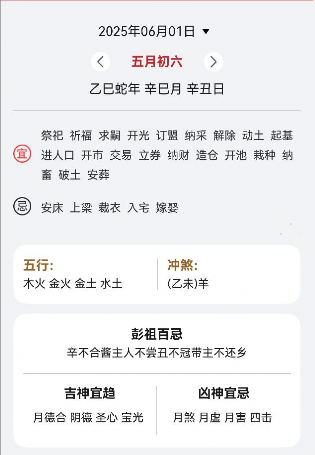 2025年06月01日
五月初六
乙巳蛇年 辛巳月 辛丑日
宜
祭祀 祈福 求嗣 开光 订盟 纳采 解除 动土 起基
进人口 开市 交易 立券 纳财 造仓 开池 栽种 纳
畜 破土 安葬
忌
安床 上梁 裁衣 入宅 嫁娶
五行:
木火 金火 金土 水土
冲煞:
(乙未)羊
彭祖百忌
辛不合酱主人不尝丑不冠带主不还乡
吉神宜趋
月德合 阴德 圣心 宝光
凶神宜忌
月煞 月虚 月害 四击